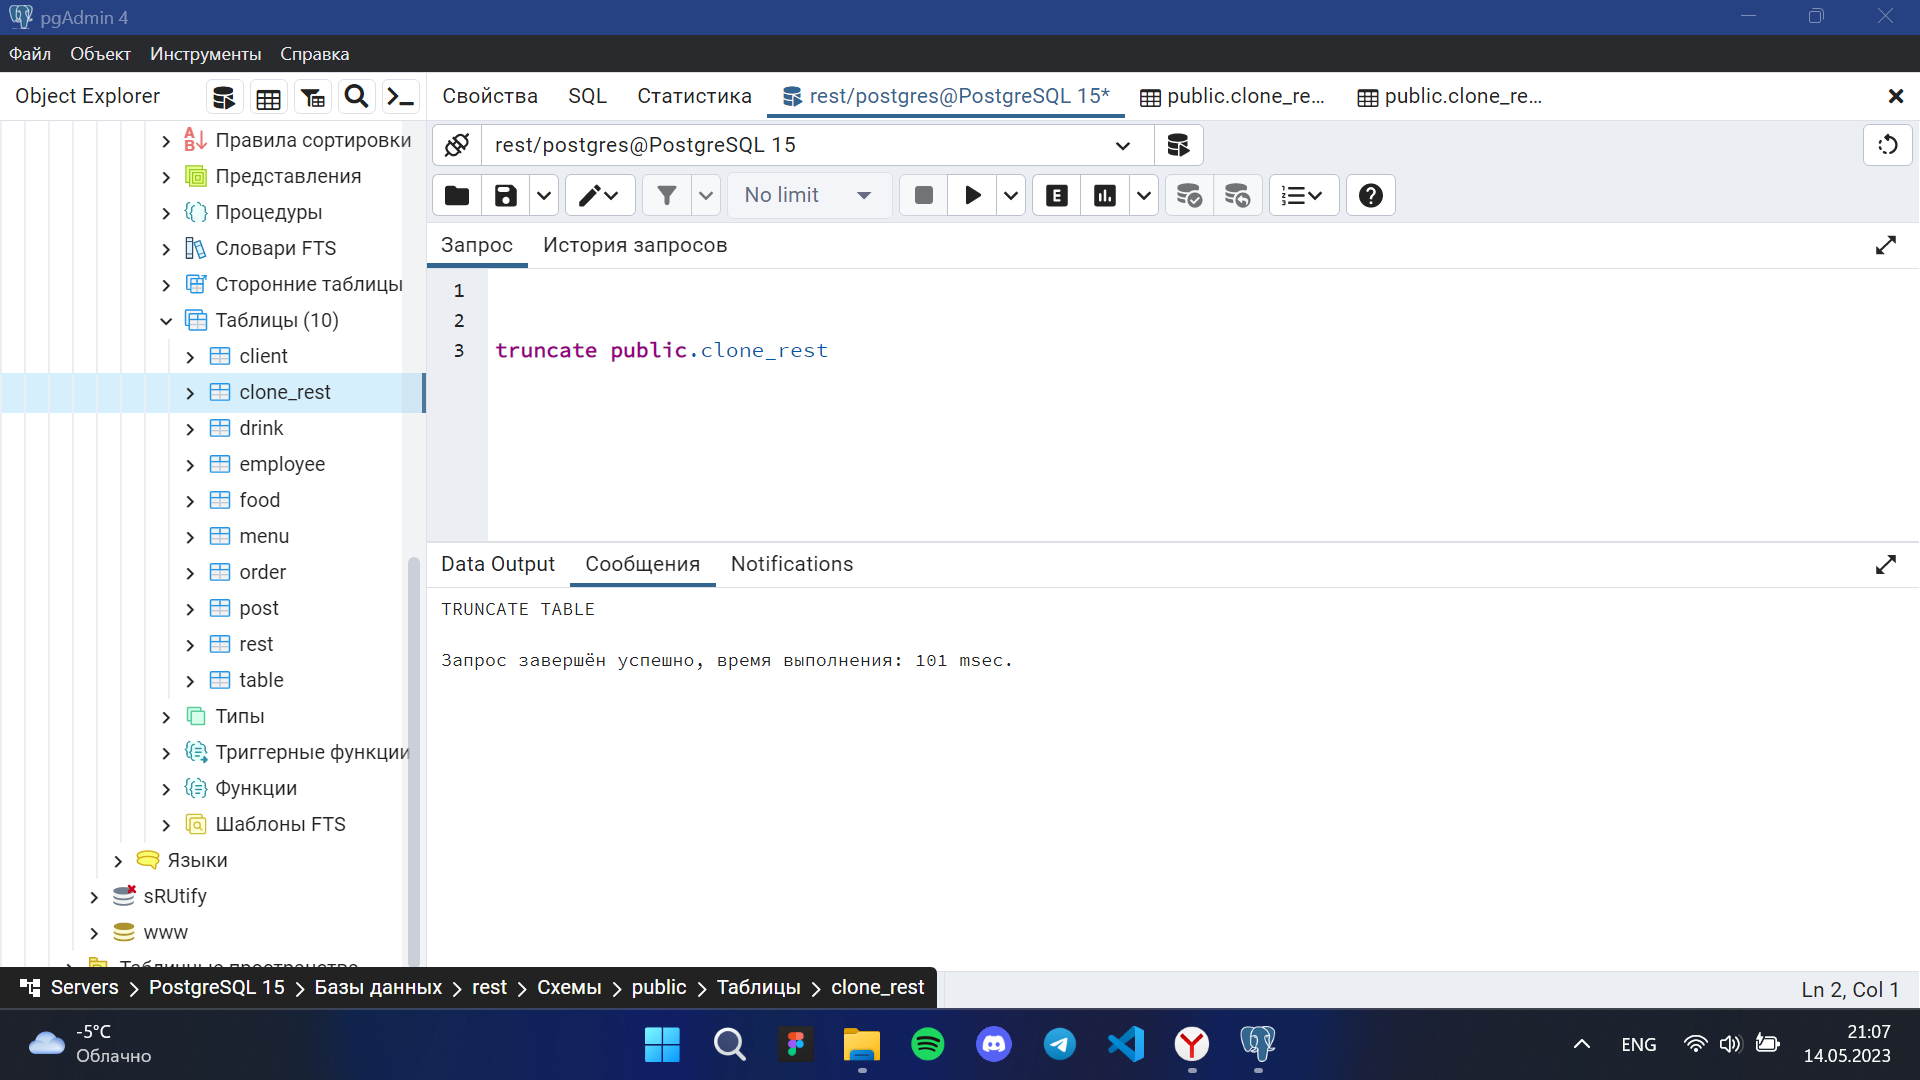 pgAdmin 4
Файл Объект Инструменты Справка
Object Explorer
Свойства SQL Статистика rest/postgres@PostgreSQL 15* public.clone_re... public.clone_re...
rest/postgres@PostgreSQL 15
No limit
Запрос История запросов
1
2
3 truncate public.clone_rest
Правила сортировки
Представления
Процедуры
Словари FTS
Сторонние таблицы
Таблицы (10)
client
clone_rest
drink
employee
food
menu
order
post
rest
table
Типы
Триггерные функции
Функции
Шаблоны FTS
Языки
sRUtify
www
Табличные пространства
Data Output Сообщения Notifications
TRUNCATE TABLE
Запрос завершён успешно, время выполнения: 101 msec.
Servers > PostgreSQL 15 > Базы данных > rest > Схемы > public > Таблицы > clone_rest
Ln 2, Col 1
-5°C
Облачно
ENG
21:07
14.05.2023